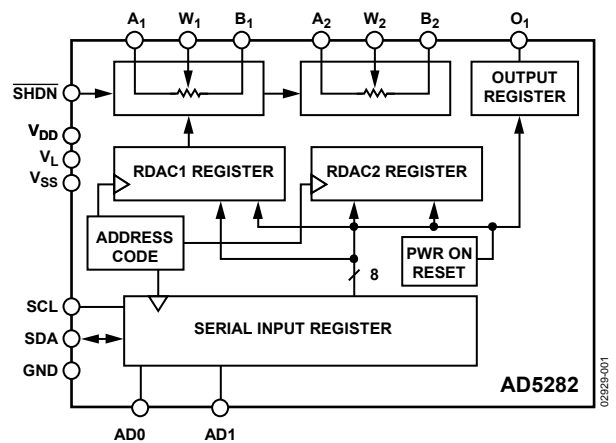 A1 W1 B1 A2 W2 B2 O1
SHDN
OUTPUT
REGISTER
VDD
VL
VSS
RDAC1 REGISTER
RDAC2 REGISTER
ADDRESS
CODE
PWR ON
RESET
8
SCL
SERIAL INPUT REGISTER
SDA
GND
AD5282
02929-001
AD0 AD1